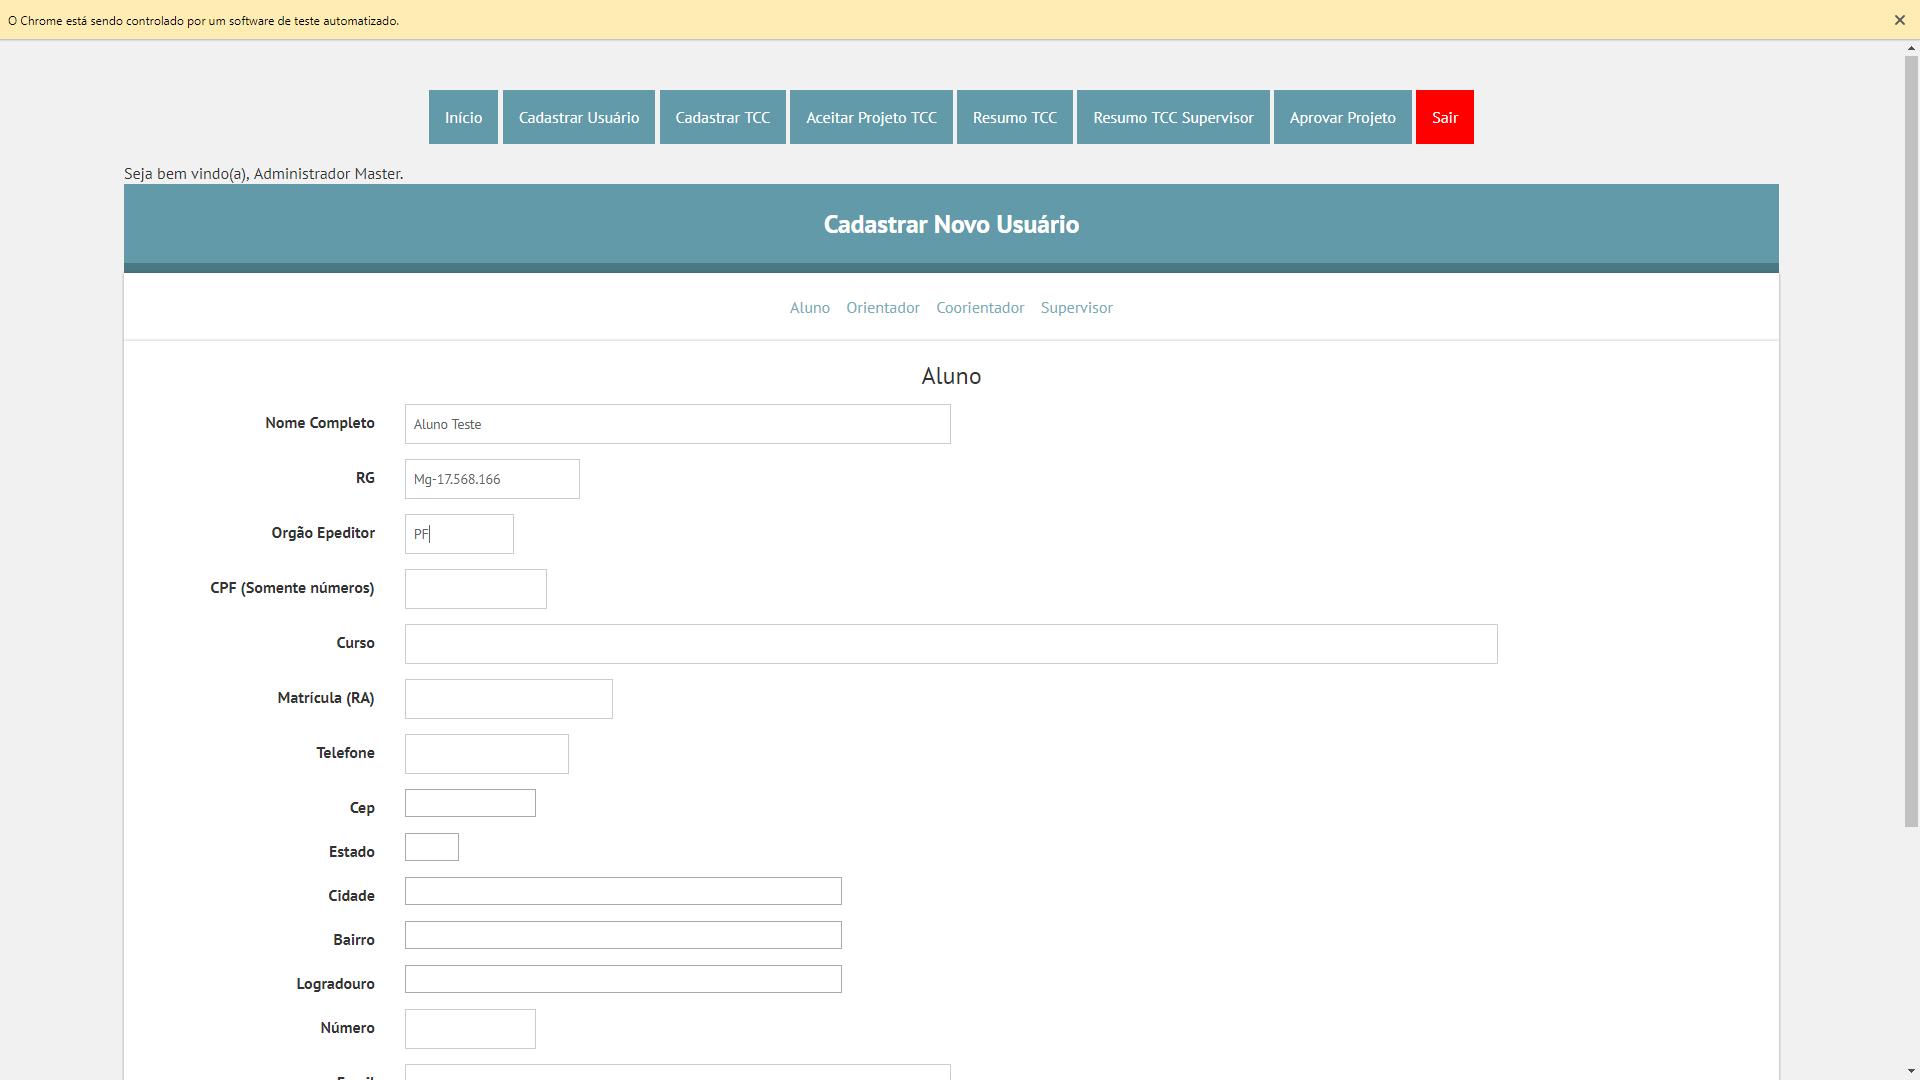 O Chrome está sendo controlado por um software de teste automatizado.
Início Cadastrar Usuário Cadastrar TCC Aceitar Projeto TCC Resumo TCC Resumo TCC Supervisor Aprovar Projeto Sair
Seja bem vindo(a), Administrador Master.
Cadastrar Novo Usuário
Aluno Orientador Coorientador Supervisor
Aluno
Nome Completo Aluno Teste
RG Mg-17.568.166
Orgão Epeditor PF
CPF (Somente números)
Curso
Matrícula (RA)
Telefone
Cep
Estado
Cidade
Bairro
Logradouro
Número